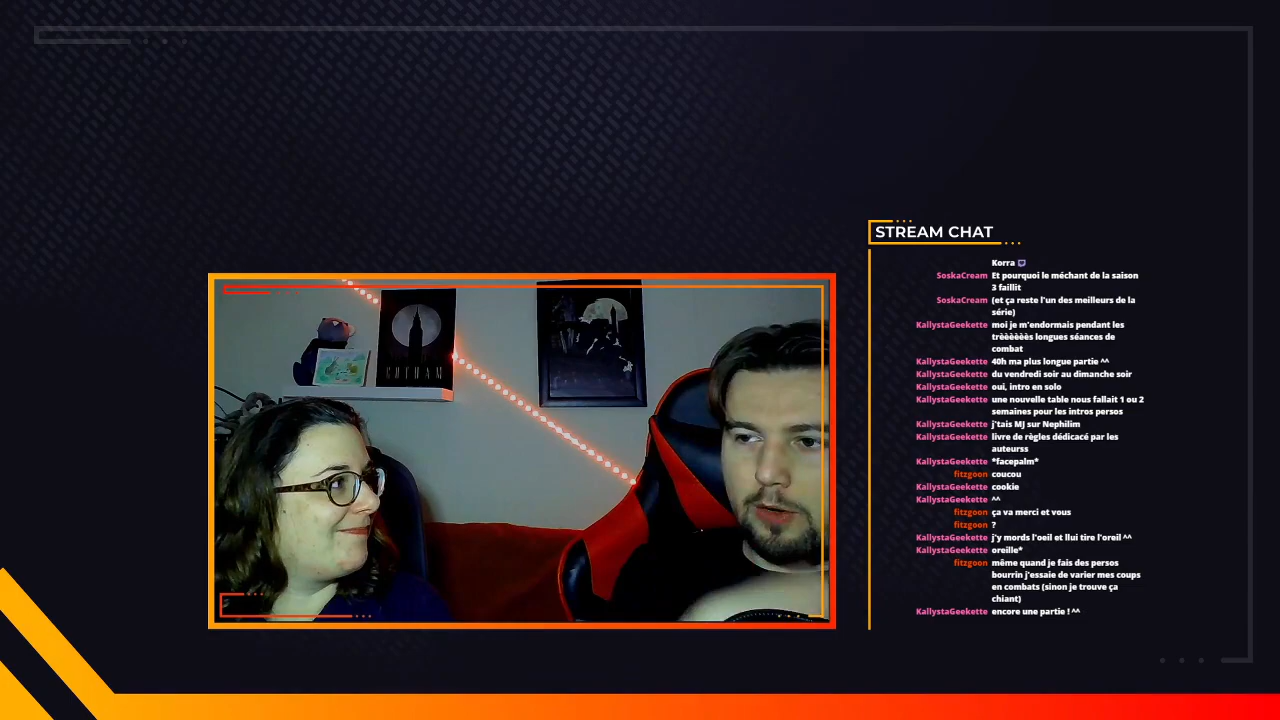 STREAM CHAT
Korra
SoskaCream Et pourquoi le méchant de la saison
3 faillit
SoskaCream (et ça reste l'un des meilleurs de la
série)
KallystaGeekette moi je m'endormais pendant les
trèèèèèès longues séances de
combat
KallystaGeekette 40h ma plus longue partie ^^
KallystaGeekette du vendredi soir au dimanche soir
KallystaGeekette oui, intro en solo
KallystaGeekette une nouvelle table nous fallait 1 ou 2
semaines pour les intros persos
KallystaGeekette j'tais MJ sur Nephilim
KallystaGeekette livre de règles dédicacé par les
auteurss
KallystaGeekette *facepalm*
fitzgoon coucou
KallystaGeekette cookie
KallystaGeekette ^^
fitzgoon ça va merci et vous
fitzgoon ?
KallystaGeekette j'y mords l'oeil et llui tire l'oreil ^^
KallystaGeekette oreille*
fitzgoon même quand je fais des persos
bourrin j'essaie de varier mes coups
en combats (sinon je trouve ça
chiant)
KallystaGeekette encore une partie ! ^^
GOTHAM